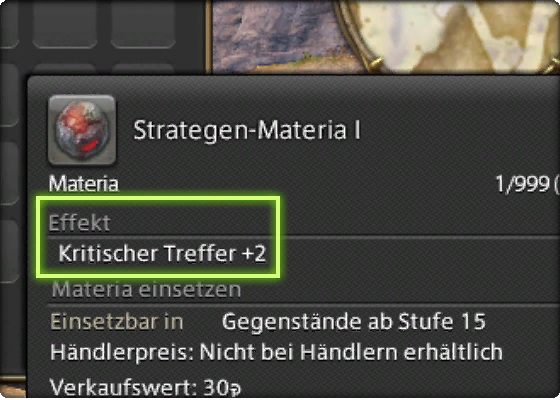 Strategen-Materia I
Materia 1/999 (
Effekt
Kritischer Treffer +2
Materia einsetzen
Einsetzbar in Gegenstände ab Stufe 15
Händlerpreis: Nicht bei Händlern erhältlich
Verkaufswert: 30